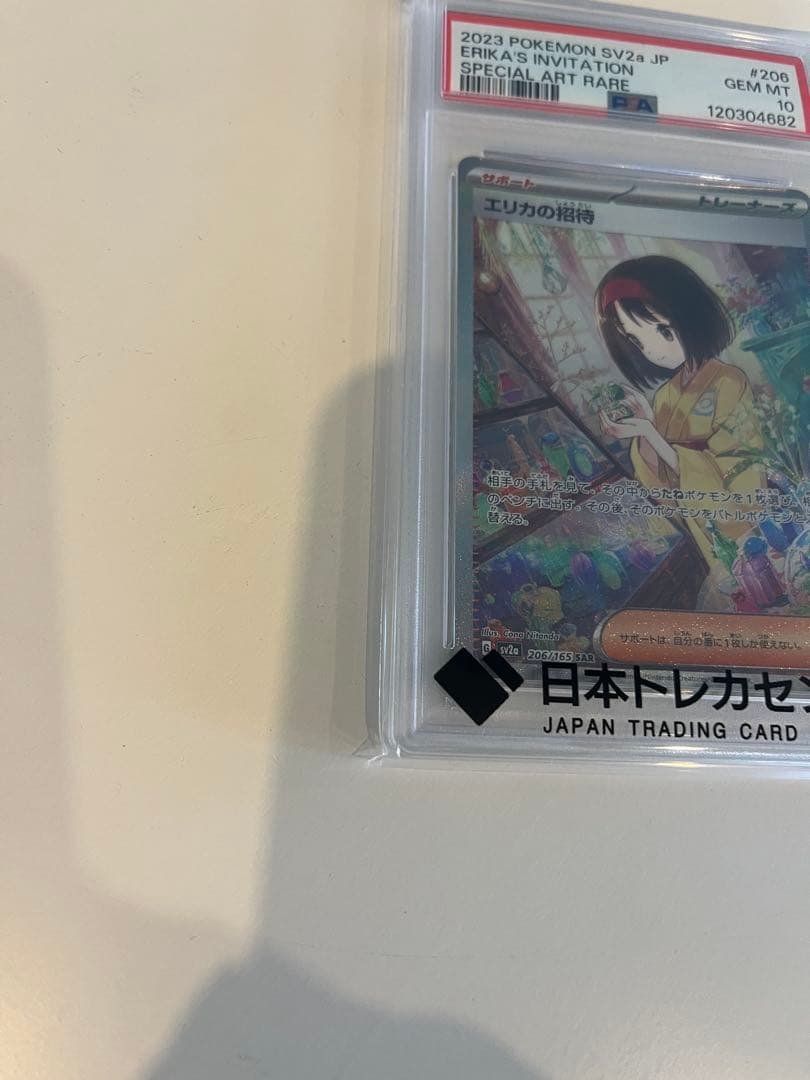 2023 POKEMON SV2a JP #206
ERIKA'S INVITATION GEM MT
SPECIAL ART RARE 10
PSA 120304682
サポート トレーナーズ
エリカの招待
相手の手札を見て、その中からたねポケモンを1枚選び、
のベンチに出す。その後、そのポケモンをバトルポケモンと
替える。
Illus. Cona Nitanda
サポートは、自分の番に1枚しか使えない。
G sv2a 206/165 SAR
日本トレカセン
JAPAN TRADING CARD